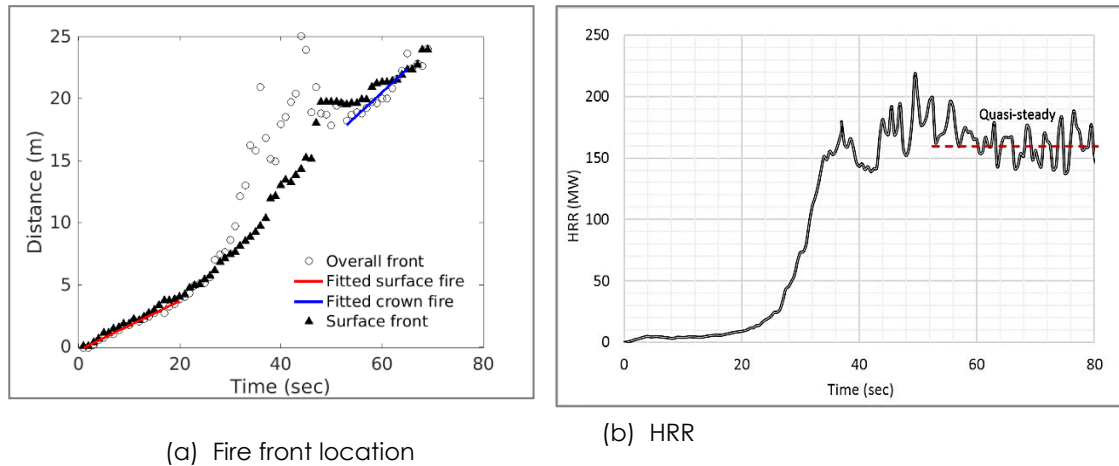 25
20
15
10
5
0
Distance (m)
0 20 40 60 80
Time (sec)
Overall front
Fitted surface fire
Fitted crown fire
Surface front
(a) Fire front location
250
200
150
100
50
0
HRR (MW)
Quasi-steady
0 20 40 60 80
Time (sec)
(b) HRR